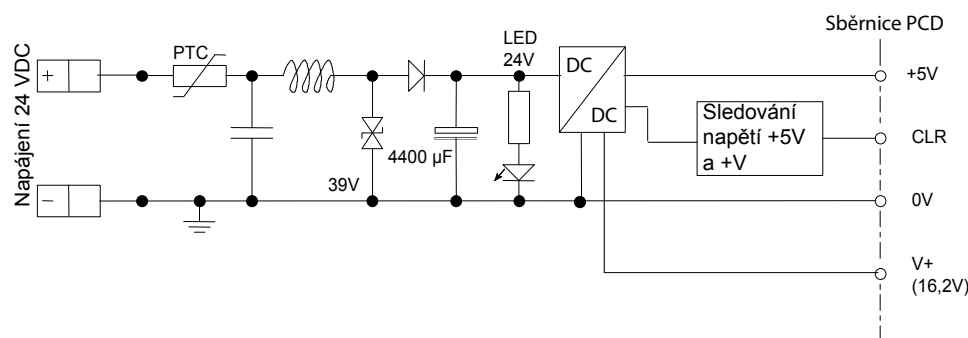 Sběrnice PCD
Napájení 24 VDC
+
−
PTC
LED
24V
DC
DC
4400 µF
39V
Sledování
napětí +5V
a +V
+5V
CLR
0V
V+
(16,2V)